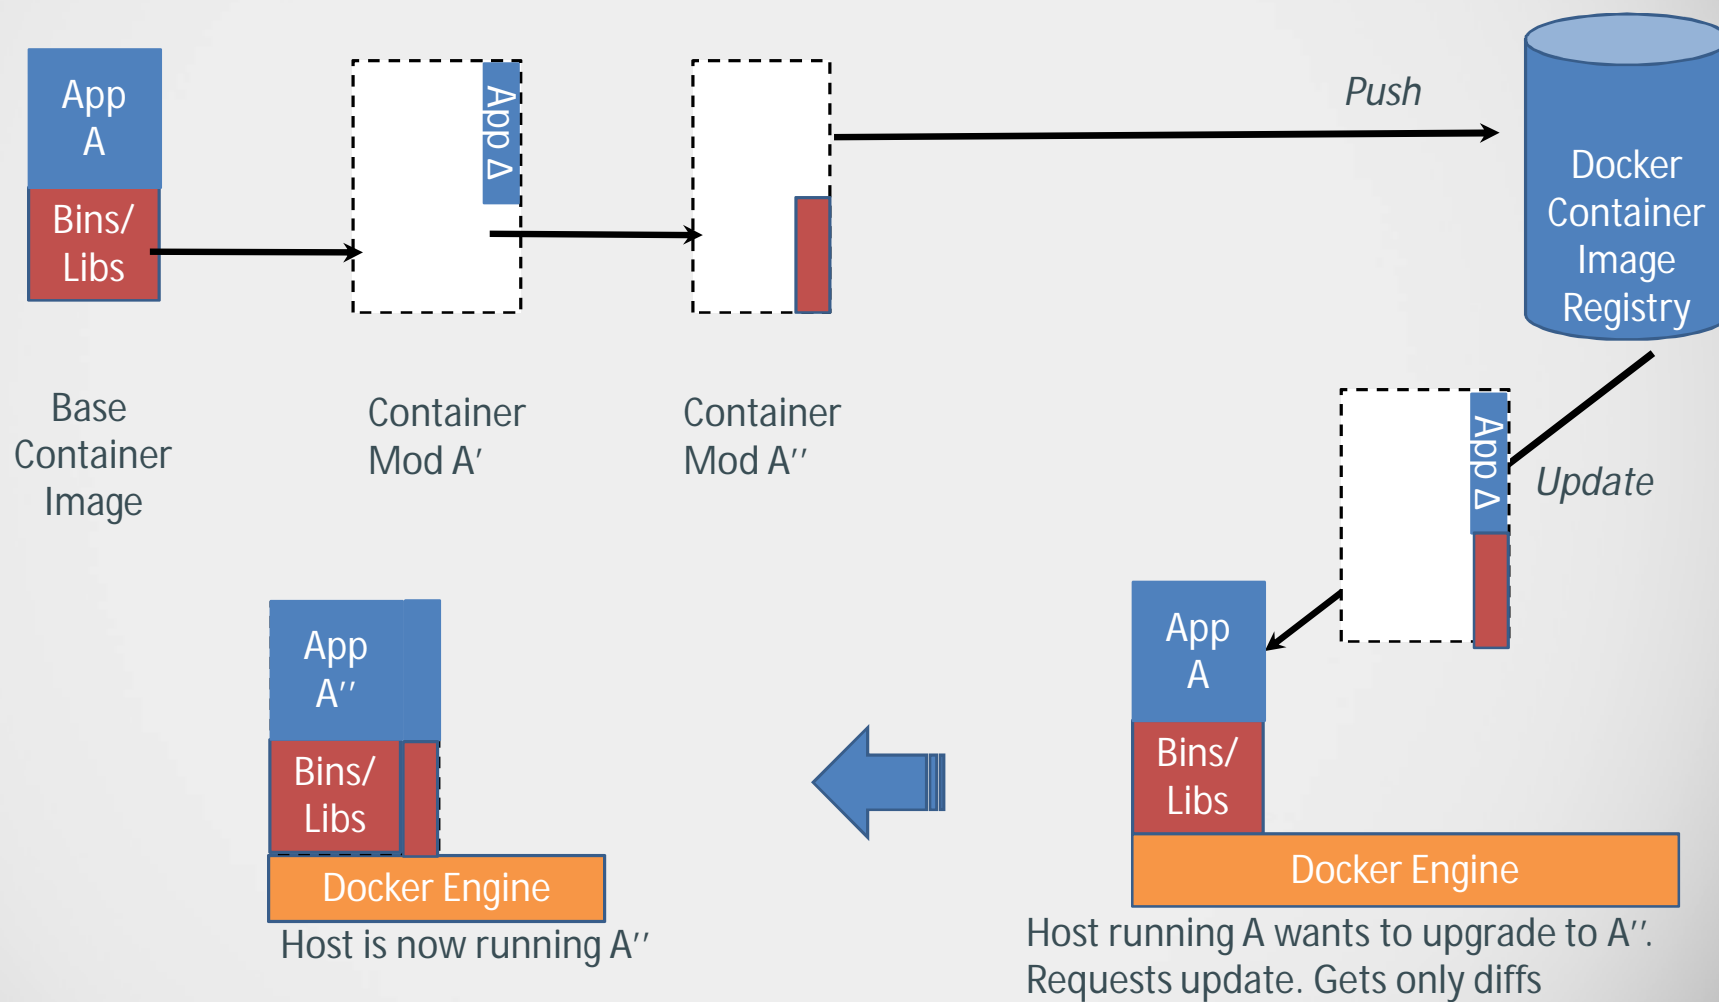 App
A
Bins/
Libs
App Δ
Push
Docker
Container
Image
Registry
Base
Container
Image
Container
Mod A′
Container
Mod A′′
App Δ
Update
App
A′′
Bins/
Libs
Docker Engine
Host is now running A′′
App
A
Bins/
Libs
Docker Engine
Host running A wants to upgrade to A′′.
Requests update. Gets only diffs